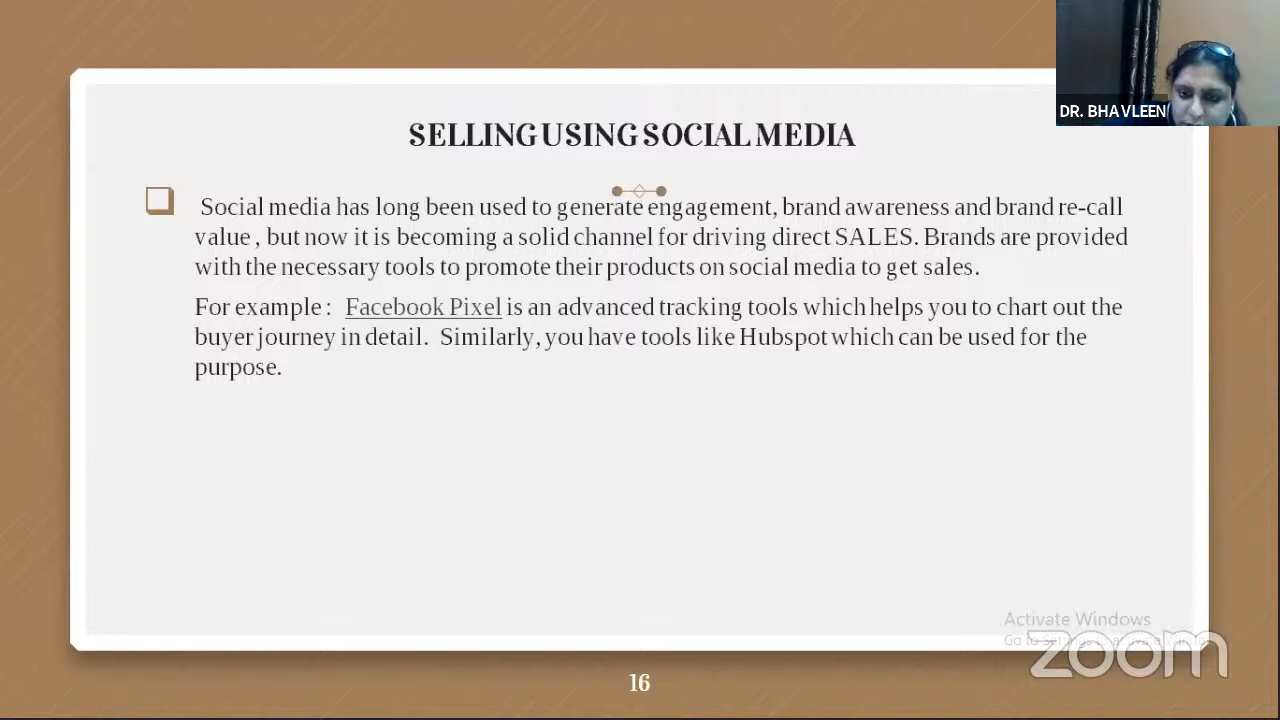 DR. BHAVLEEN
SELLING USING SOCIAL MEDIA
Social media has long been used to generate engagement, brand awareness and brand re-call
value , but now it is becoming a solid channel for driving direct SALES. Brands are provided
with the necessary tools to promote their products on social media to get sales.
For example : Facebook Pixel is an advanced tracking tools which helps you to chart out the
buyer journey in detail. Similarly, you have tools like Hubspot which can be used for the
purpose.
Activate Windows
Go to
zoom
16